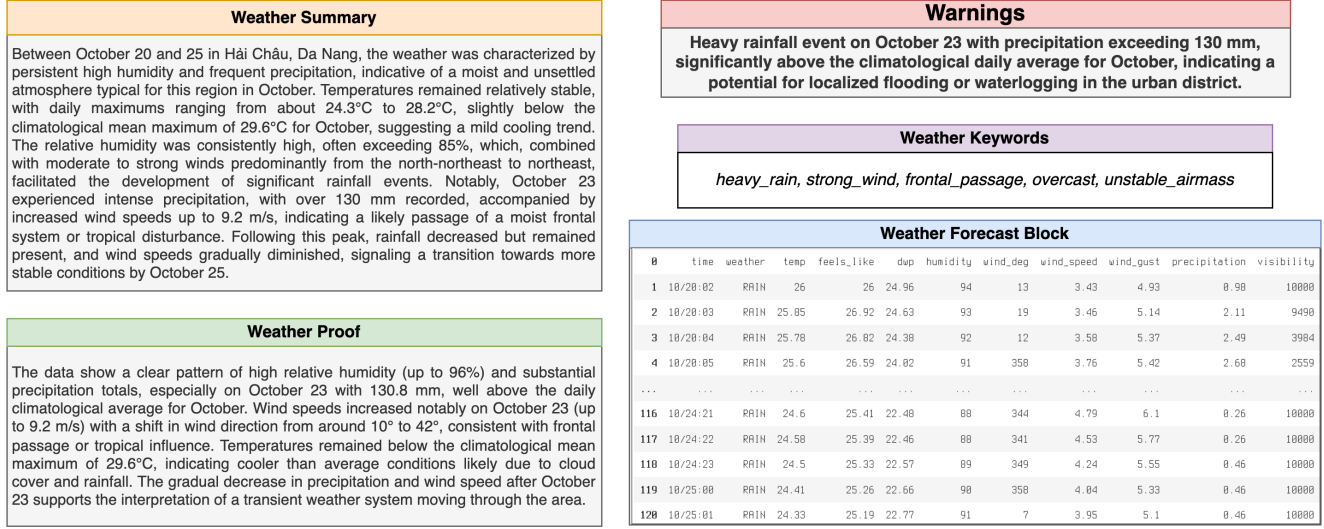 Weather Summary
Between October 20 and 25 in Hải Châu, Da Nang, the weather was characterized by
persistent high humidity and frequent precipitation, indicative of a moist and unsettled
atmosphere typical for this region in October. Temperatures remained relatively stable,
with daily maximums ranging from about 24.3°C to 28.2°C, slightly below the
climatological mean maximum of 29.6°C for October, suggesting a mild cooling trend.
The relative humidity was consistently high, often exceeding 85%, which, combined
with moderate to strong winds predominantly from the north-northeast to northeast,
facilitated the development of significant rainfall events. Notably, October 23
experienced intense precipitation, with over 130 mm recorded, accompanied by
increased wind speeds up to 9.2 m/s, indicating a likely passage of a moist frontal
system or tropical disturbance. Following this peak, rainfall decreased but remained
present, and wind speeds gradually diminished, signaling a transition towards more
stable conditions by October 25.
Weather Proof
The data show a clear pattern of high relative humidity (up to 96%) and substantial
precipitation totals, especially on October 23 with 130.8 mm, well above the daily
climatological average for October. Wind speeds increased notably on October 23 (up
to 9.2 m/s) with a shift in wind direction from around 10° to 42°, consistent with frontal
passage or tropical influence. Temperatures remained below the climatological mean
maximum of 29.6°C, indicating cooler than average conditions likely due to cloud
cover and rainfall. The gradual decrease in precipitation and wind speed after October
23 supports the interpretation of a transient weather system moving through the area.
Warnings
Heavy rainfall event on October 23 with precipitation exceeding 130 mm,
significantly above the climatological daily average for October, indicating a
potential for localized flooding or waterlogging in the urban district.
Weather Keywords
heavy_rain, strong_wind, frontal_passage, overcast, unstable_airmass
Weather Forecast Block
0 time weather temp feels_like dwp humidity wind_deg wind_speed wind_gust precipitation visibility
1 10/20:02 RAIN 26 26 24.96 94 13 3.43 4.93 0.98 10000
2 10/20:03 RAIN 25.85 26.92 24.63 93 19 3.46 5.14 2.11 9490
3 10/20:04 RAIN 25.78 26.82 24.38 92 12 3.58 5.37 2.49 3984
4 10/20:05 RAIN 25.6 26.59 24.02 91 358 3.76 5.42 2.68 2559
... ... ... ... ... ... ... ... ... ... ... ...
116 10/24:21 RAIN 24.6 25.41 22.48 88 344 4.79 6.1 0.26 10000
117 10/24:22 RAIN 24.58 25.39 22.46 88 341 4.53 5.77 0.26 10000
118 10/24:23 RAIN 24.5 25.33 22.57 89 349 4.24 5.55 0.46 10000
119 10/25:00 RAIN 24.41 25.26 22.66 90 358 4.04 5.33 0.46 10000
120 10/25:01 RAIN 24.33 25.19 22.77 91 7 3.95 5.1 0.46 10000